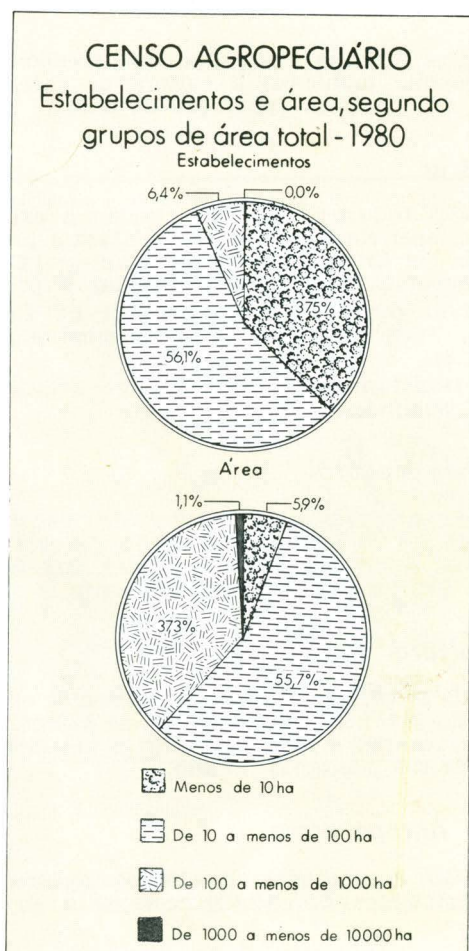 CENSO AGROPECUÁRIO
Estabelecimentos e área, segundo
grupos de área total - 1980
Estabelecimentos
6,4%
0,0%
37,5%
56,1%
Área
1,1%
5,9%
37,3%
55,7%
Menos de 10 ha
De 10 a menos de 100 ha
De 100 a menos de 1000 ha
De 1000 a menos de 10000 ha